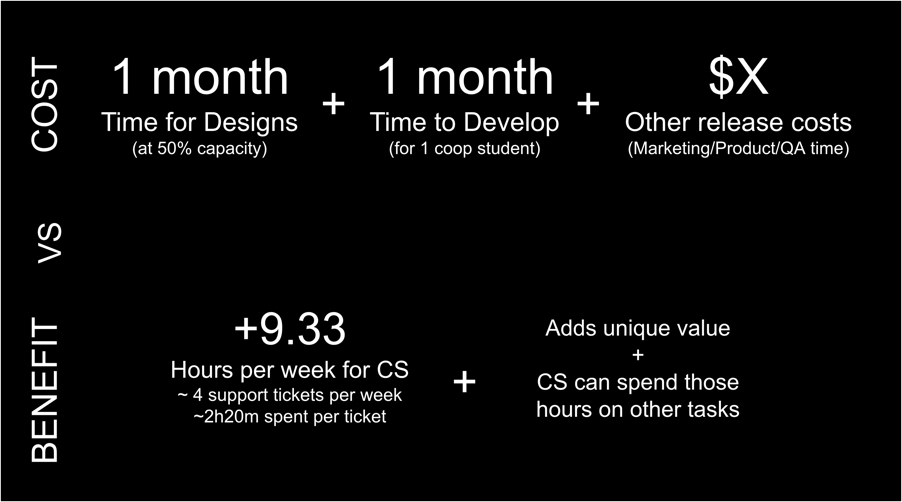 COST
1 month
Time for Designs
(at 50% capacity)
+
1 month
Time to Develop
(for 1 coop student)
+
$X
Other release costs
(Marketing/Product/QA time)
VS
BENEFIT
+9.33
Hours per week for CS
~ 4 support tickets per week
~2h20m spent per ticket
+
Adds unique value
+
CS can spend those
hours on other tasks